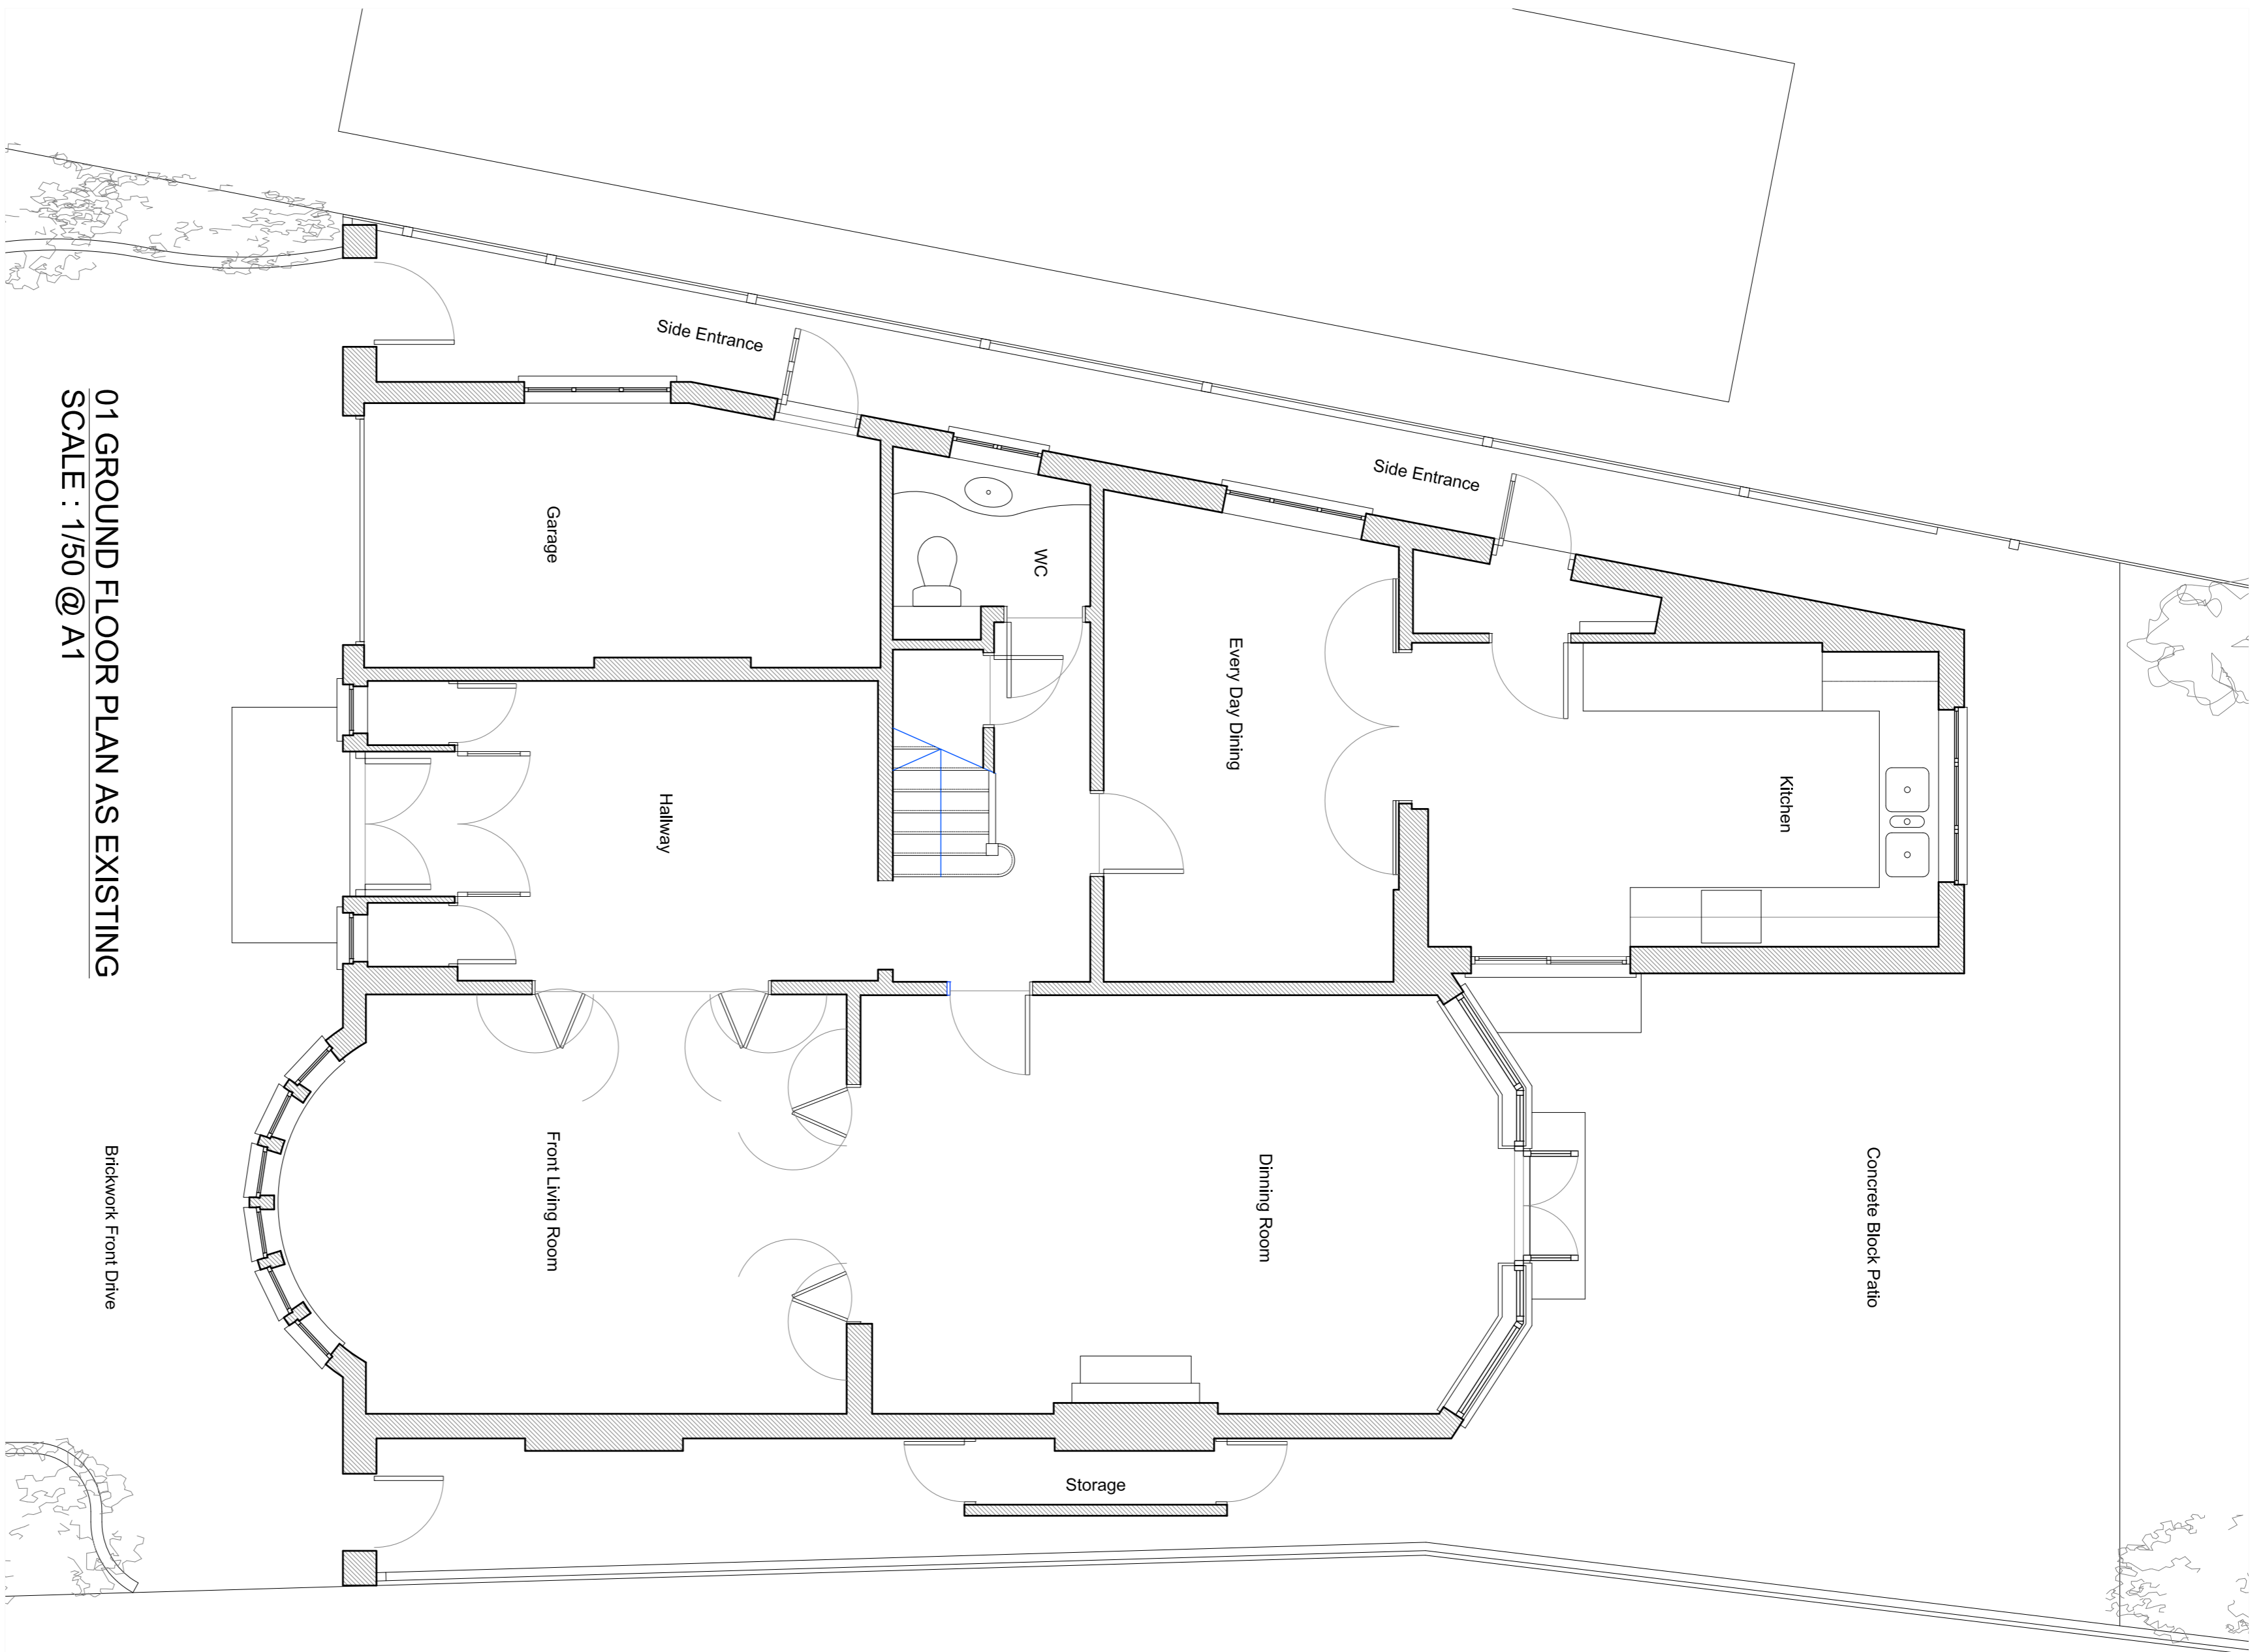 Side Entrance
Side Entrance
Garage
WC
Every Day Dining
Kitchen
Hallway
Front Living Room
Dinning Room
Concrete Block Patio
Brickwork Front Drive
Storage
01 GROUND FLOOR PLAN AS EXISTING
SCALE : 1/50 @ A1